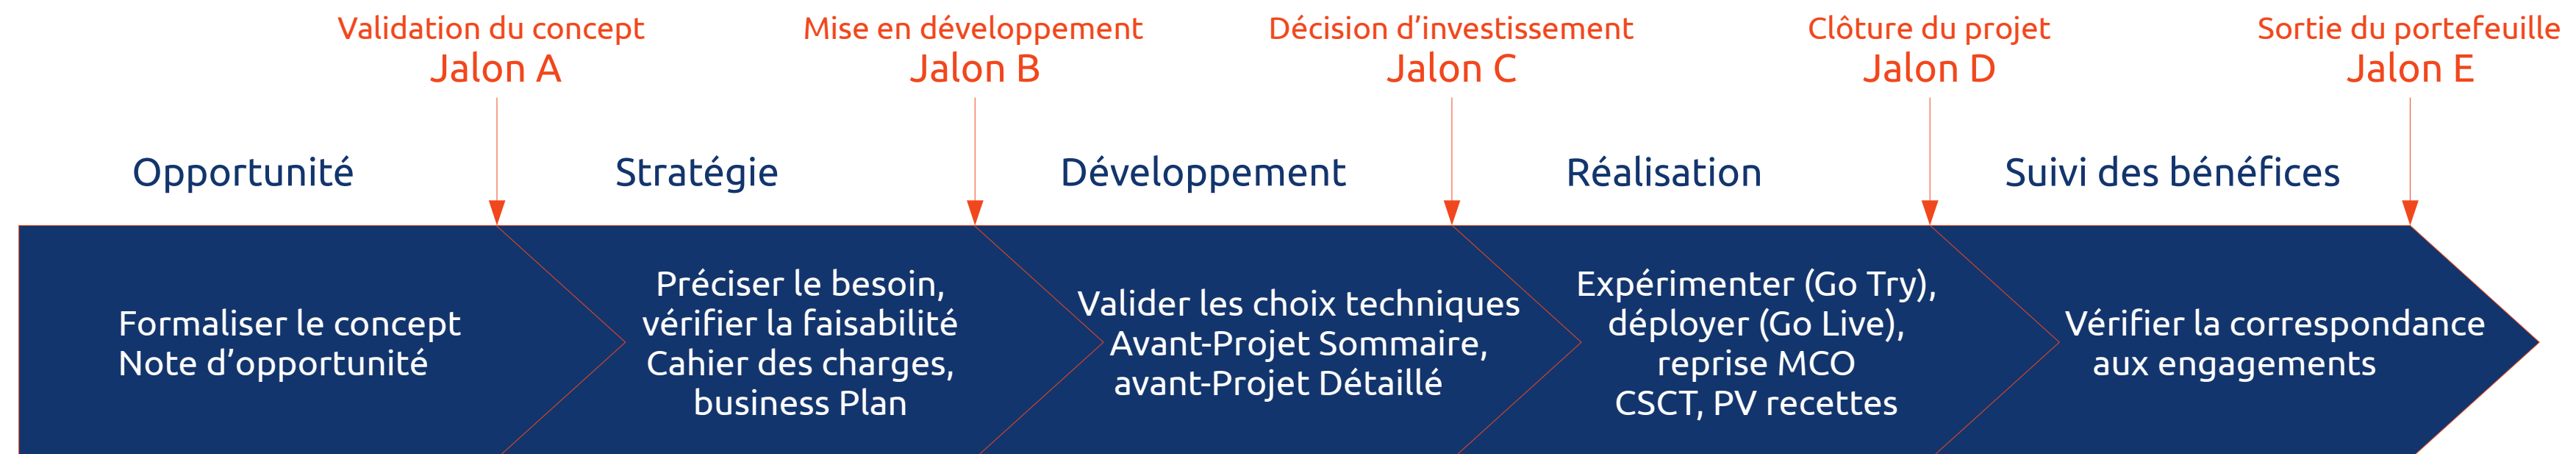 Validation du concept
Jalon A
Mise en développement
Jalon B
Décision d’investissement
Jalon C
Clôture du projet
Jalon D
Sortie du portefeuille
Jalon E
Opportunité
Stratégie
Développement
Réalisation
Suivi des bénéfices
Formaliser le concept
Note d’opportunité
Préciser le besoin,
vérifier la faisabilité
Cahier des charges,
business Plan
Valider les choix techniques
Avant-Projet Sommaire,
avant-Projet Détaillé
Expérimenter (Go Try),
déployer (Go Live),
reprise MCO
CSCT, PV recettes
Vérifier la correspondance
aux engagements